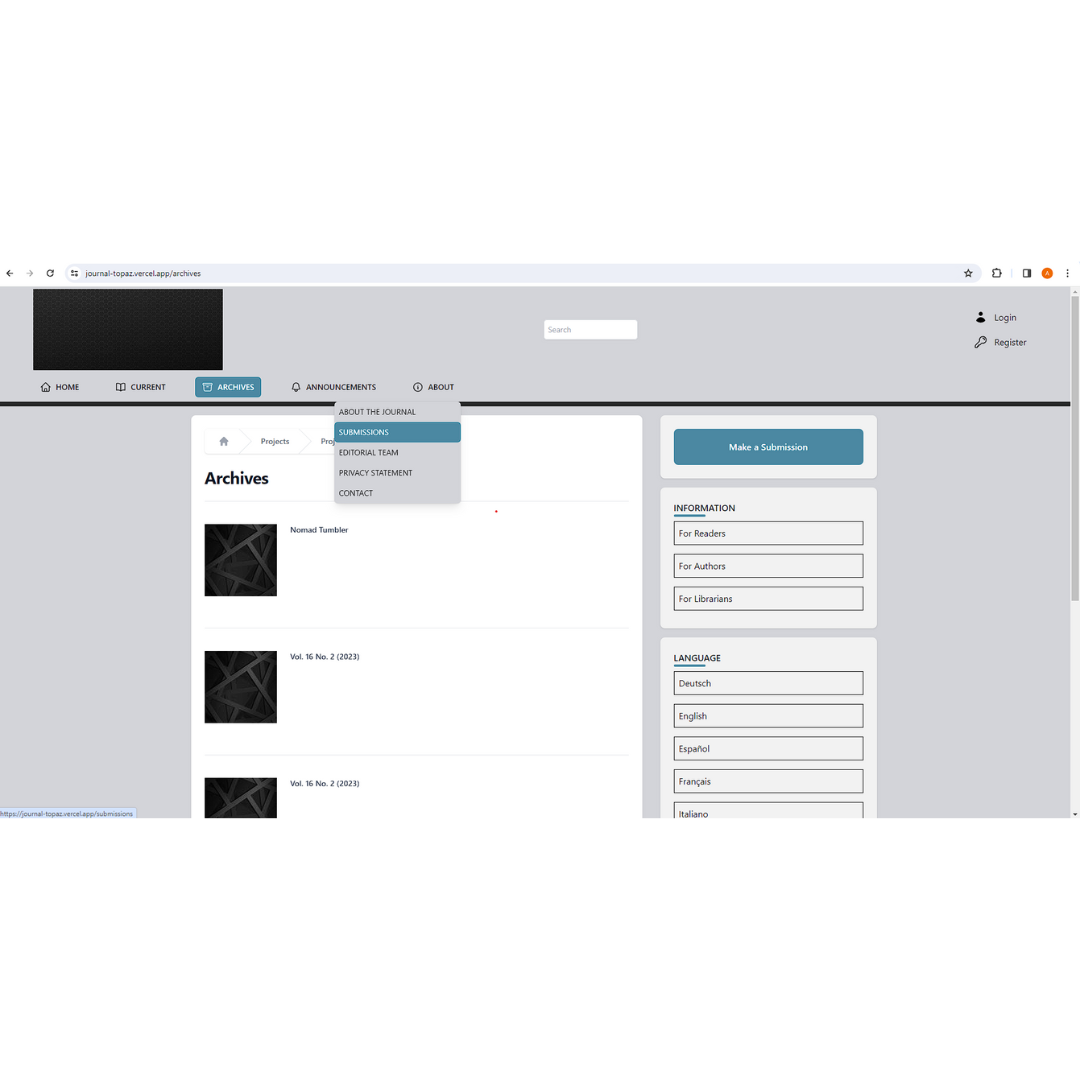 journal-topaz.vercel.app/archives
A
Search
Login
Register
HOME CURRENT ARCHIVES ANNOUNCEMENTS ABOUT
ABOUT THE JOURNAL
SUBMISSIONS
EDITORIAL TEAM
PRIVACY STATEMENT
CONTACT
Projects
Archives
Nomad Tumbler
Vol. 16 No. 2 (2023)
Vol. 16 No. 2 (2023)
Make a Submission
INFORMATION
For Readers
For Authors
For Librarians
LANGUAGE
Deutsch
English
Español
Français
Italiano
https://journal-topaz.vercel.app/submissions